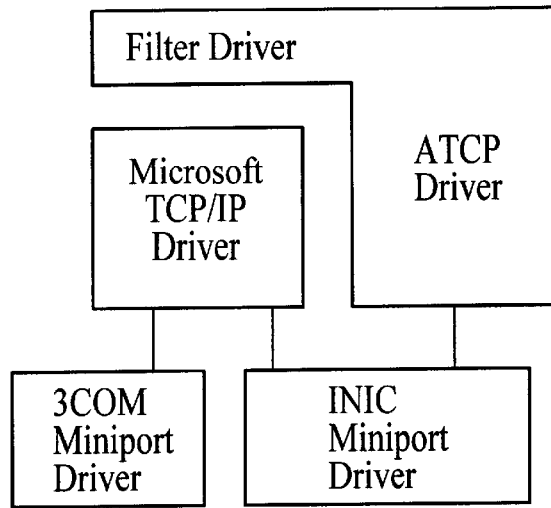 Filter Driver
ATCP
Driver
Microsoft
TCP/IP
Driver
3COM
Miniport
Driver
INIC
Miniport
Driver